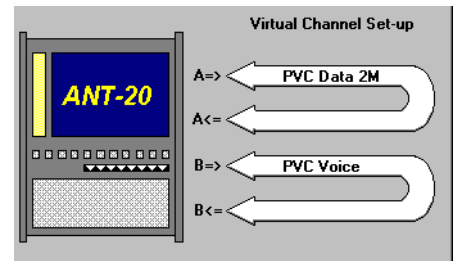 Virtual Channel Set-up
ANT-20
A=>
PVC Data 2M
A<=
B=>
PVC Voice
B<=